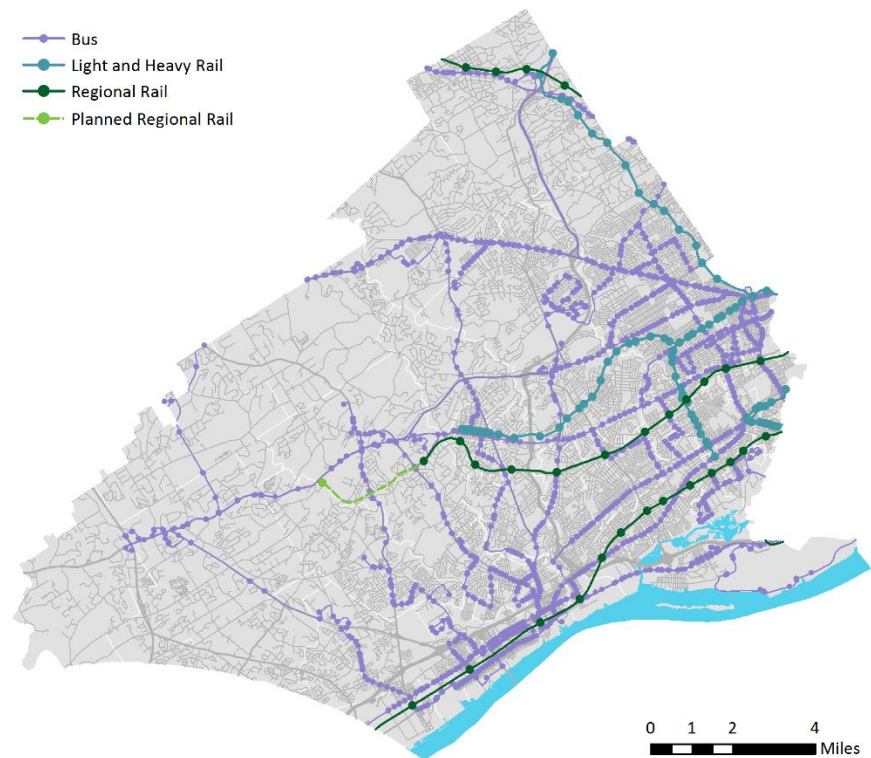 Bus
Light and Heavy Rail
Regional Rail
Planned Regional Rail
0 1 2 4
Miles